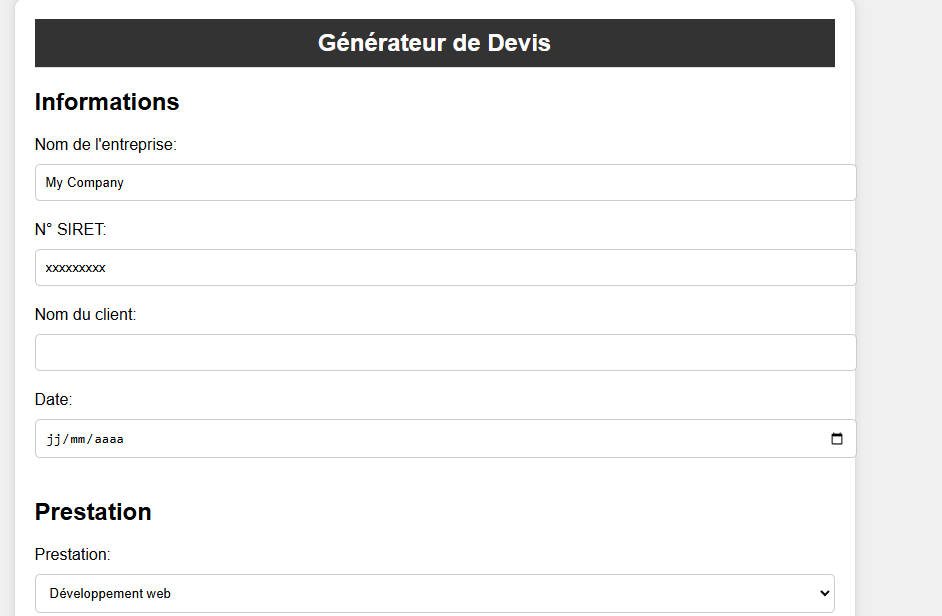 Générateur de Devis
Informations
Nom de l'entreprise:
My Company
N° SIRET:
xxxxxxxxx
Nom du client:
Date:
jj/mm/aaaa
Prestation
Prestation:
Développement web